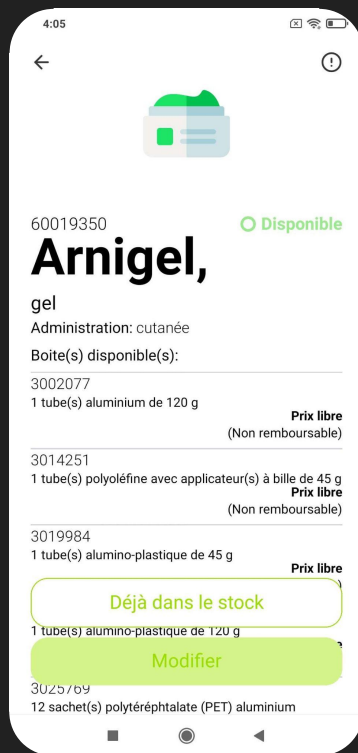 4:05
60019350
Disponible
Arnigel,
gel
Administration: cutanée
Boite(s) disponible(s):
3002077
1 tube(s) aluminium de 120 g
Prix libre
(Non remboursable)
3014251
1 tube(s) polyoléfine avec applicateur(s) à bille de 45 g
Prix libre
(Non remboursable)
3019984
1 tube(s) alumino-plastique de 45 g
Prix libre
Déjà dans le stock
1 tube(s) alumino-plastique de 120 g
Modifier
3025769
12 sachet(s) polytéréphtalate (PET) aluminium